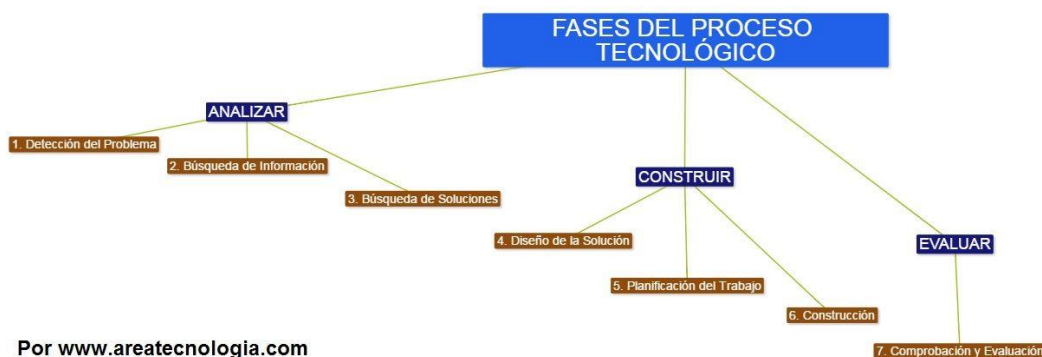 FASES DEL PROCESO
TECNOLÓGICO
ANALIZAR
1. Detección del Problema
2. Búsqueda de Información
3. Búsqueda de Soluciones
CONSTRUIR
4. Diseño de la Solución
5. Planificación del Trabajo
6. Construcción
EVALUAR
7. Comprobación y Evaluación
Por www.areatecnologia.com